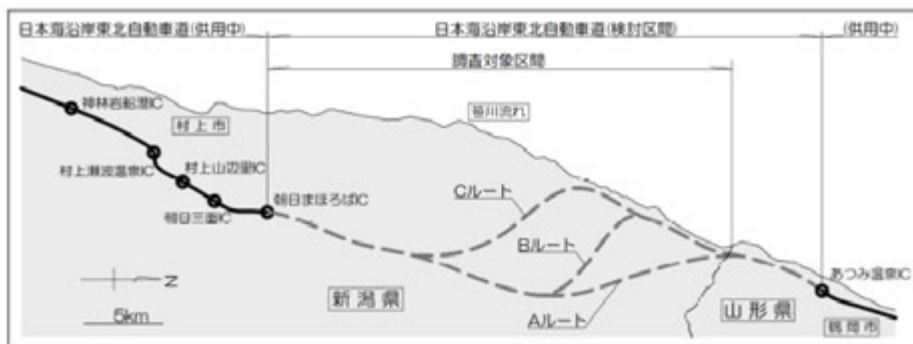 日本海沿岸東北自動車道(供用中)
日本海沿岸東北自動車道(検討区間)
(供用中)
調査対象区間
神林岩船港IC
村上市
笹川流れ
村上瀬波温泉IC
村上山辺里IC
朝日三面IC
朝日まほろばIC
Cルート
Bルート
Aルート
あつみ温泉IC
N
5km
新潟県
山形県
鶴岡市